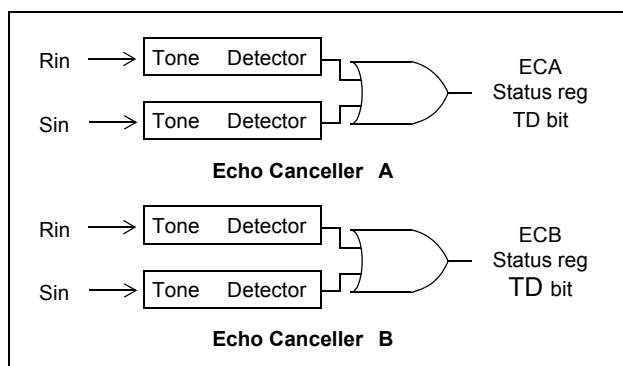 Rin Tone Detector
Sin Tone Detector
ECA
Status reg
TD bit
Echo Canceller A
Rin Tone Detector
Sin Tone Detector
ECB
Status reg
TD bit
Echo Canceller B